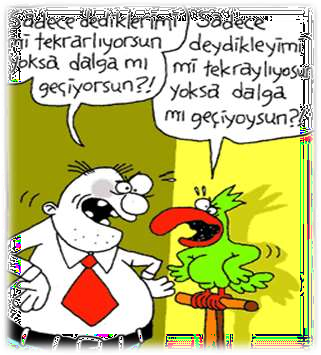 Sadece dediklerimi
mi tekrarlıyorsun
yoksa dalga mı
geçiyorsun?!
Sadece
deydikleyimi
mi tekraylıyosun
yoksa dalga
mı geçiyoysun?!